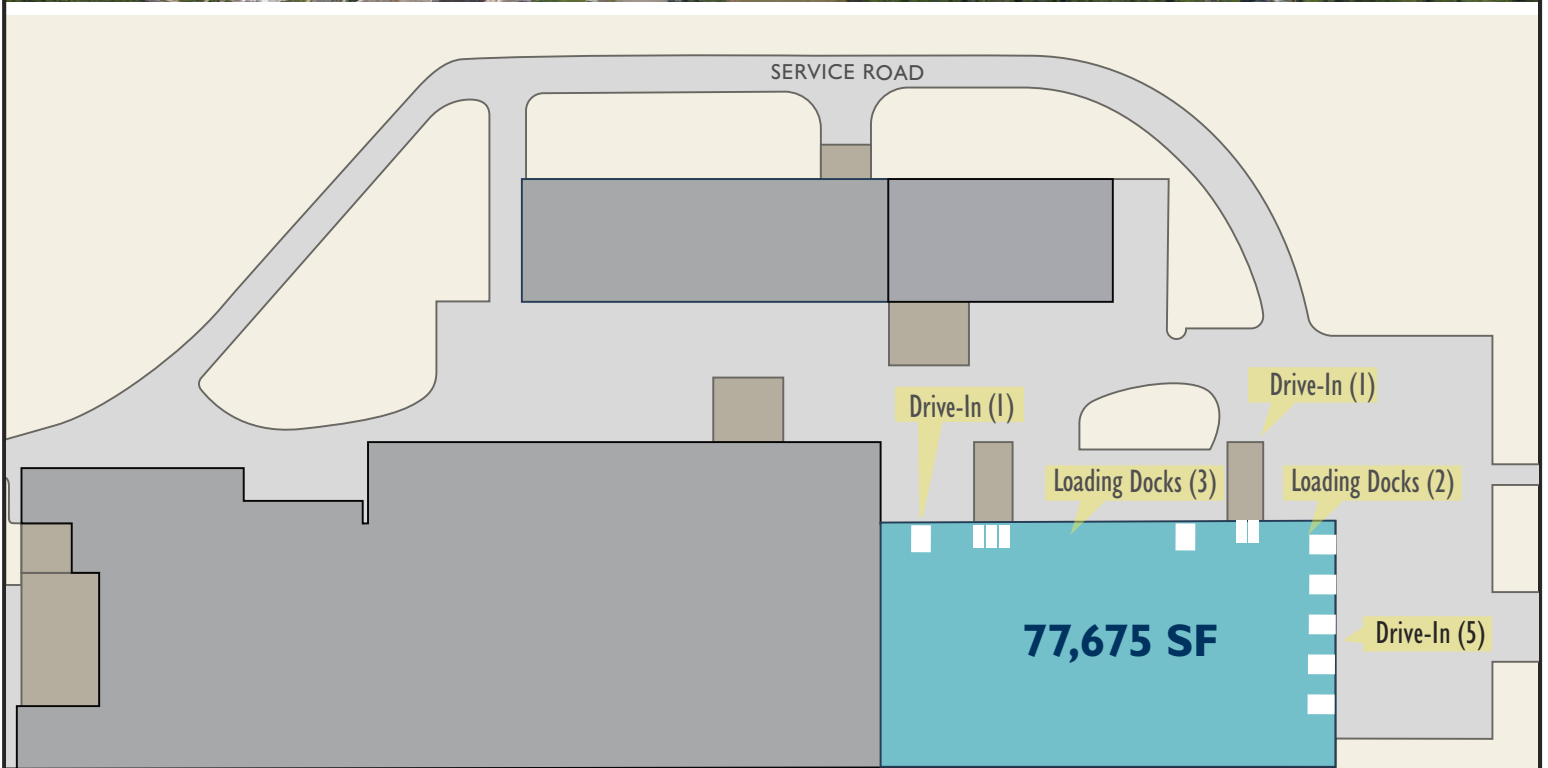 SERVICE ROAD
Drive-In (1)
Drive-In (1)
Loading Docks (3)
Loading Docks (2)
77,675 SF
Drive-In (5)